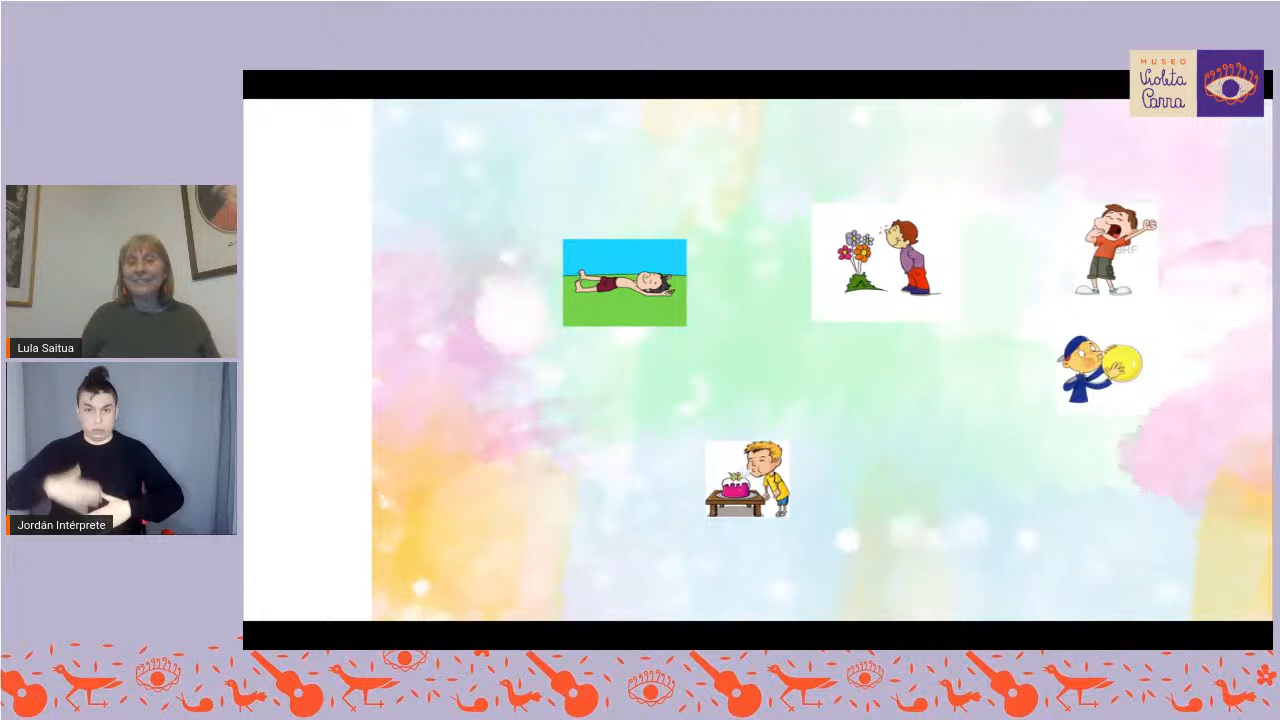 MUSEO
Violeta
Parra
Lula Saitua
Jordán Intérprete